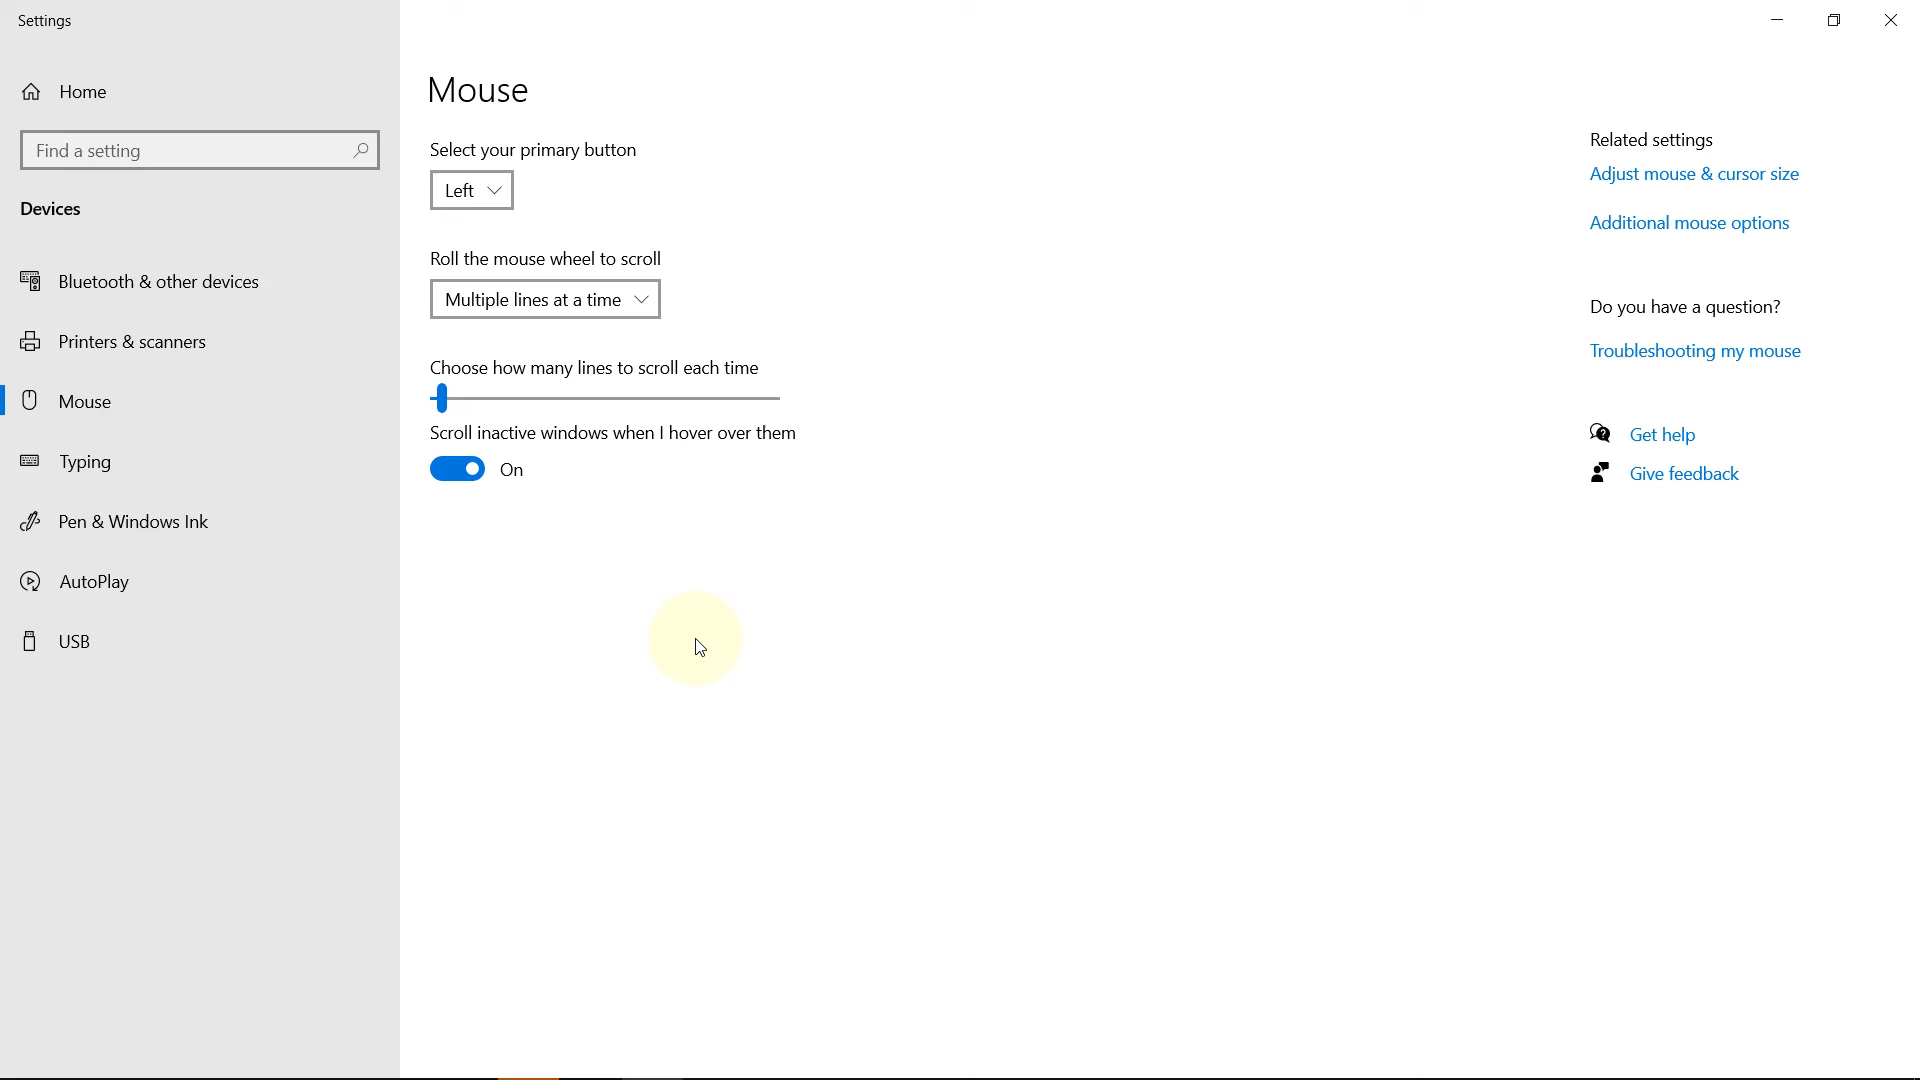 Settings
Home
Find a setting
Devices
Bluetooth & other devices
Printers & scanners
Mouse
Typing
Pen & Windows Ink
AutoPlay
USB
Mouse
Select your primary button
Left
Roll the mouse wheel to scroll
Multiple lines at a time
Choose how many lines to scroll each time
Scroll inactive windows when I hover over them
On
Related settings
Adjust mouse & cursor size
Additional mouse options
Do you have a question?
Troubleshooting my mouse
Get help
Give feedback